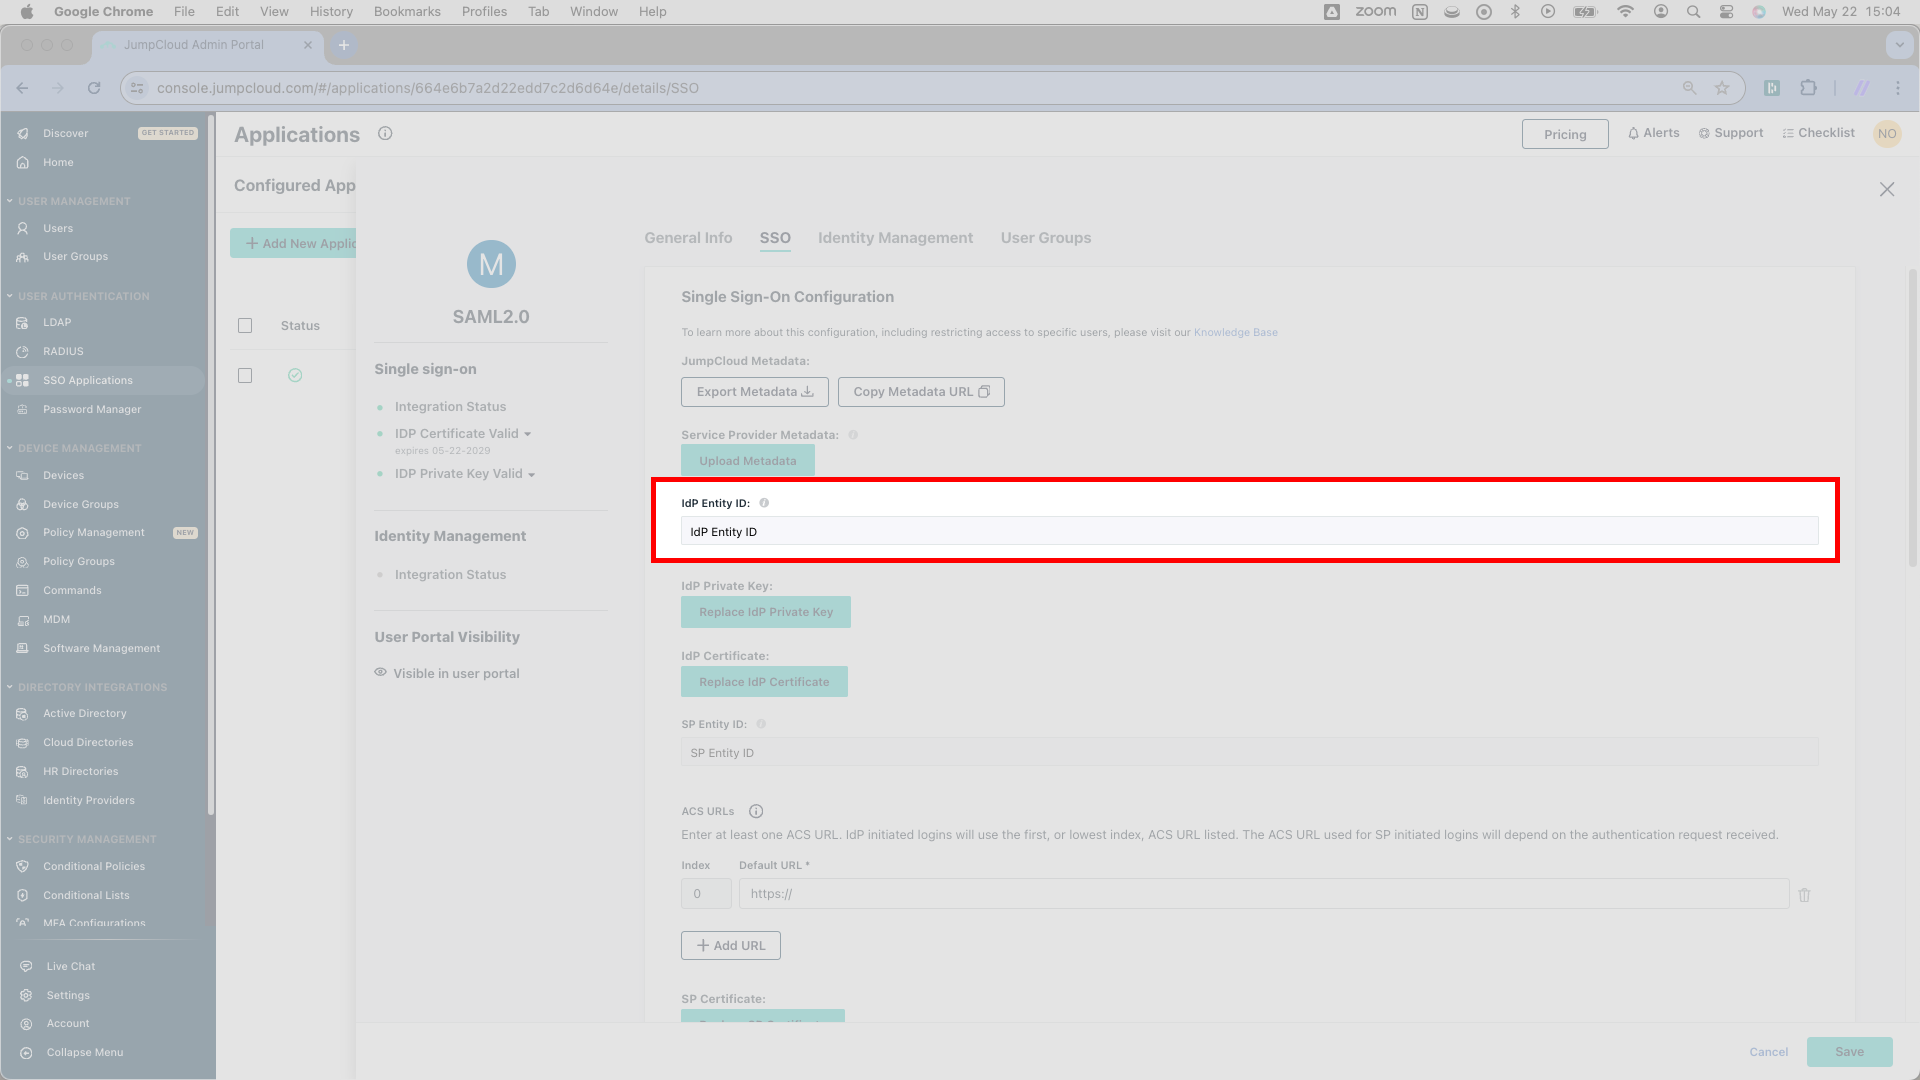 Google Chrome File Edit View History Bookmarks Profiles Tab Window Help zoom Wed May 22 15:04
JumpCloud Admin Portal
console.jumpcloud.com/#/applications/664e6b7a2d22edd7c2d6d64e/details/SSO
Discover GET STARTED
Home
USER MANAGEMENT
Users
User Groups
USER AUTHENTICATION
LDAP
RADIUS
SSO Applications
Password Manager
DEVICE MANAGEMENT
Devices
Device Groups
Policy Management NEW
Policy Groups
Commands
MDM
Software Management
DIRECTORY INTEGRATIONS
Active Directory
Cloud Directories
HR Directories
Identity Providers
SECURITY MANAGEMENT
Conditional Policies
Conditional Lists
MFA Configurations
Live Chat
Settings
Account
Collapse Menu
Applications
Pricing Alerts Support Checklist NO
Configured App
+ Add New Applic
Status
M
SAML2.0
Single sign-on
Integration Status
IDP Certificate Valid
expires 05-22-2029
IDP Private Key Valid
Identity Management
Integration Status
User Portal Visibility
Visible in user portal
General Info SSO Identity Management User Groups
Single Sign-On Configuration
To learn more about this configuration, including restricting access to specific users, please visit our Knowledge Base
JumpCloud Metadata:
Export Metadata Copy Metadata URL
Service Provider Metadata:
Upload Metadata
IdP Entity ID:
IdP Entity ID
IdP Private Key:
Replace IdP Private Key
IdP Certificate:
Replace IdP Certificate
SP Entity ID:
SP Entity ID
ACS URLs
Enter at least one ACS URL. IdP initiated logins will use the first, or lowest index, ACS URL listed. The ACS URL used for SP initiated logins will depend on the authentication request received.
Index Default URL *
0 https://
+ Add URL
SP Certificate:
Cancel Save